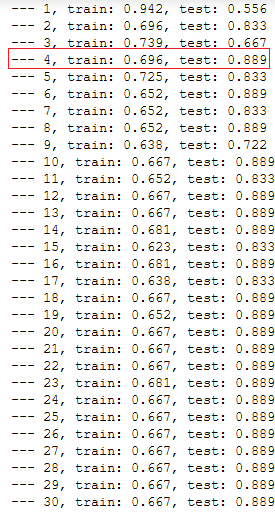 --- 1, train: 0.942, test: 0.556
--- 2, train: 0.696, test: 0.833
--- 3, train: 0.739, test: 0.667
--- 4, train: 0.696, test: 0.889
--- 5, train: 0.725, test: 0.833
--- 6, train: 0.652, test: 0.889
--- 7, train: 0.652, test: 0.833
--- 8, train: 0.652, test: 0.889
--- 9, train: 0.638, test: 0.722
--- 10, train: 0.667, test: 0.889
--- 11, train: 0.652, test: 0.833
--- 12, train: 0.667, test: 0.889
--- 13, train: 0.667, test: 0.889
--- 14, train: 0.681, test: 0.889
--- 15, train: 0.623, test: 0.833
--- 16, train: 0.681, test: 0.889
--- 17, train: 0.638, test: 0.833
--- 18, train: 0.667, test: 0.889
--- 19, train: 0.652, test: 0.889
--- 20, train: 0.667, test: 0.889
--- 21, train: 0.667, test: 0.889
--- 22, train: 0.667, test: 0.889
--- 23, train: 0.681, test: 0.889
--- 24, train: 0.667, test: 0.889
--- 25, train: 0.667, test: 0.889
--- 26, train: 0.667, test: 0.889
--- 27, train: 0.667, test: 0.889
--- 28, train: 0.667, test: 0.889
--- 29, train: 0.667, test: 0.889
--- 30, train: 0.667, test: 0.889